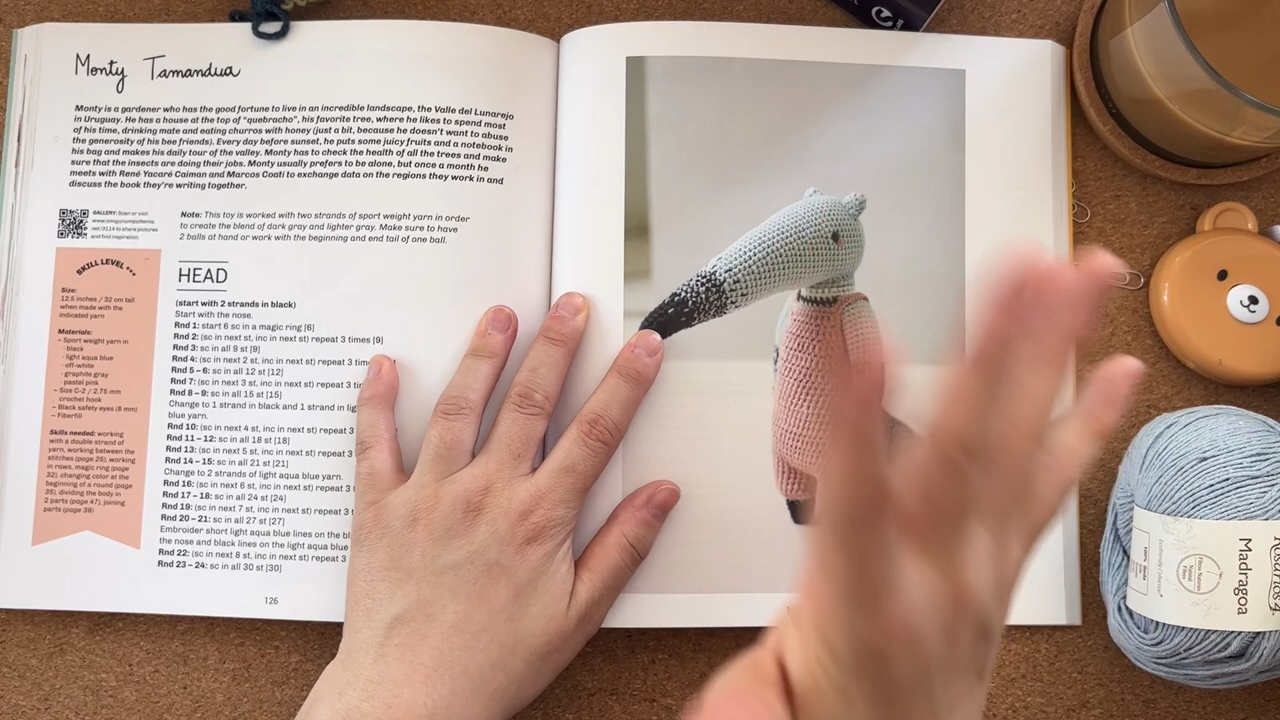 Monty Tamandua
Monty is a gardener who has the good fortune to live in an incredible landscape, the Valle del Lunarejo
in Uruguay. He has a house at the top of "quebracho", his favorite tree, where he likes to spend most
of his time, drinking mate and eating churros with honey (just a bit, because he doesn't want to abuse
the generosity of his bee friends). Every day before sunset, he puts some juicy fruits and a notebook in
his bag and makes his daily tour of the valley. Monty has to check the health of all the trees and make
sure that the insects are doing their jobs. Monty usually prefers to be alone, but once a month he
meets with René Yacaré Caiman and Marcos Coati to exchange data on the regions they work in and
discuss the book they're writing together.
GALLERY: Scan or visit
www.amigurumipatterns
.net/3114 to share pictures
and find inspiration.
Note: This toy is worked with two strands of sport weight yarn in order
to create the blend of dark gray and lighter gray. Make sure to have
2 balls at hand or work with the beginning and end tail of one ball.
SKILL LEVEL
Size:
12.5 inches / 32 cm tall
when made with the
indicated yarn
Materials:
– Sport weight yarn in
· black
· light aqua blue
· off-white
· graphite gray
· pastel pink
– Size C-2 / 2.75 mm
crochet hook
– Black safety eyes (8 mm)
– Fiberfill
Skills needed: working
with a double strand of
yarn, working between the
stitches (page 25), working
in rows, magic ring (page
32), changing color at the
beginning of a round (page
35), dividing the body in
2 parts (page 47), joining
parts (page 38)
HEAD
(start with 2 strands in black)
Start with the nose.
Rnd 1: start 6 sc in a magic ring [6]
Rnd 2: (sc in next st, inc in next st) repeat 3 times [9]
Rnd 3: sc in all 9 st [9]
Rnd 4: (sc in next 2 st, inc in next st) repeat 3
Rnd 5 – 6: sc in all 12 st [12]
Rnd 7: (sc in next 3 st, inc in next st) repeat 3
Rnd 8 – 9: sc in all 15 st [15]
Change to 1 strand in black and 1 strand in
blue yarn.
Rnd 10: (sc in next 4 st, inc in next st) repeat 3
Rnd 11 – 12: sc in all 18 st [18]
Rnd 13: (sc in next 5 st, inc in next st) repeat 3
Rnd 14 – 15: sc in all 21 st [21]
Change to 2 strands of light aqua blue yarn.
Rnd 16: (sc in next 6 st, inc in next st) repeat 3
Rnd 17 – 18: sc in all 24 st [24]
Rnd 19: (sc in next 7 st, inc in next st) repeat 3
Rnd 20 – 21: sc in all 27 st [27]
Embroider short light aqua blue lines on the
the nose and black lines on the light aqua blue
Rnd 22: (sc in next 8 st, inc in next st) repeat 3
Rnd 23 – 24: sc in all 30 st [30]
126
Madragoa